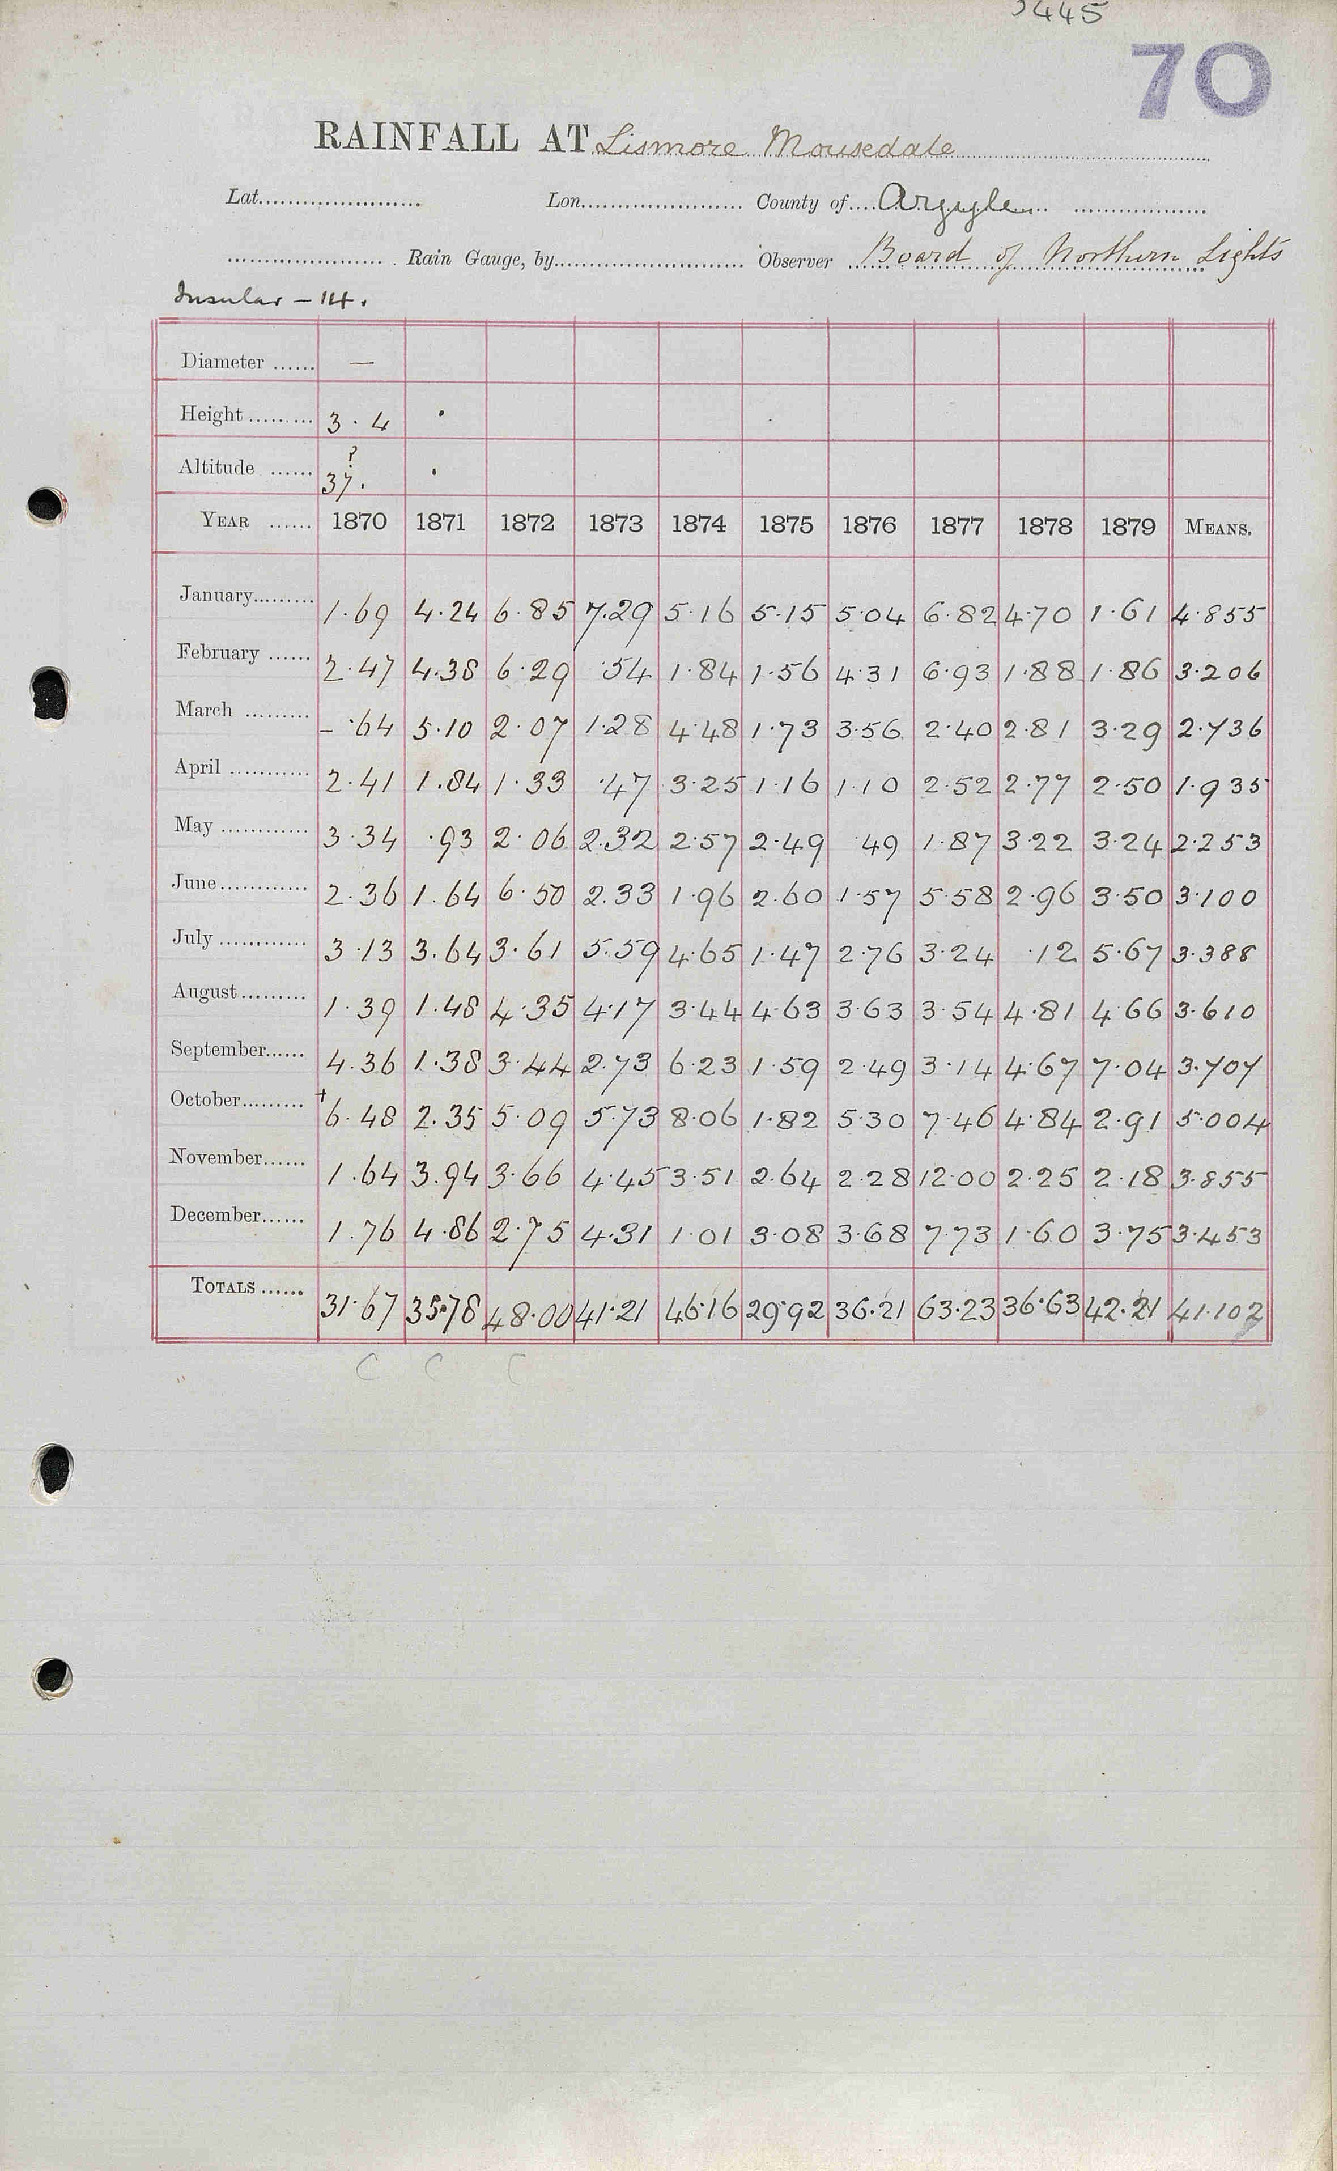 3445
70
RAINFALL AT Lismore Mousedale
Lat. Lon. County of Argyle
Rain Gauge, by Observer Board of Northern Lights
Insular - 14.
Diameter —
Height 3.4 .
Altitude ? 37. .
YEAR 1870 1871 1872 1873 1874 1875 1876 1877 1878 1879 MEANS.
January 1.69 4.24 6.85 7.29 5.16 5.15 5.04 6.82 4.70 1.61 4.855
February 2.47 4.38 6.29 .54 1.84 1.56 4.31 6.93 1.88 1.86 3.206
March - .64 5.10 2.07 1.28 4.48 1.73 3.56 2.40 2.81 3.29 2.736
April 2.41 1.84 1.33 .47 3.25 1.16 1.10 2.52 2.77 2.50 1.935
May 3.34 .93 2.06 2.32 2.57 2.49 49 1.87 3.22 3.24 2.253
June 2.36 1.64 6.50 2.33 1.96 2.60 1.57 5.58 2.96 3.50 3.100
July 3.13 3.64 3.61 5.59 4.65 1.47 2.76 3.24 .12 5.67 3.388
August 1.39 1.48 4.35 4.17 3.44 4.63 3.63 3.54 4.81 4.66 3.610
September 4.36 1.38 3.44 2.73 6.23 1.59 2.49 3.14 4.67 7.04 3.707
October +6.48 2.35 5.09 5.73 8.06 1.82 5.30 7.46 4.84 2.91 5.004
November 1.64 3.94 3.66 4.45 3.51 2.64 2.28 12.00 2.25 2.18 3.855
December 1.76 4.86 2.75 4.31 1.01 3.08 3.68 7.73 1.60 3.75 3.453
TOTALS 31.67 35.78 48.00 41.21 46.16 29.92 36.21 63.23 36.63 42.21 41.102
C C C